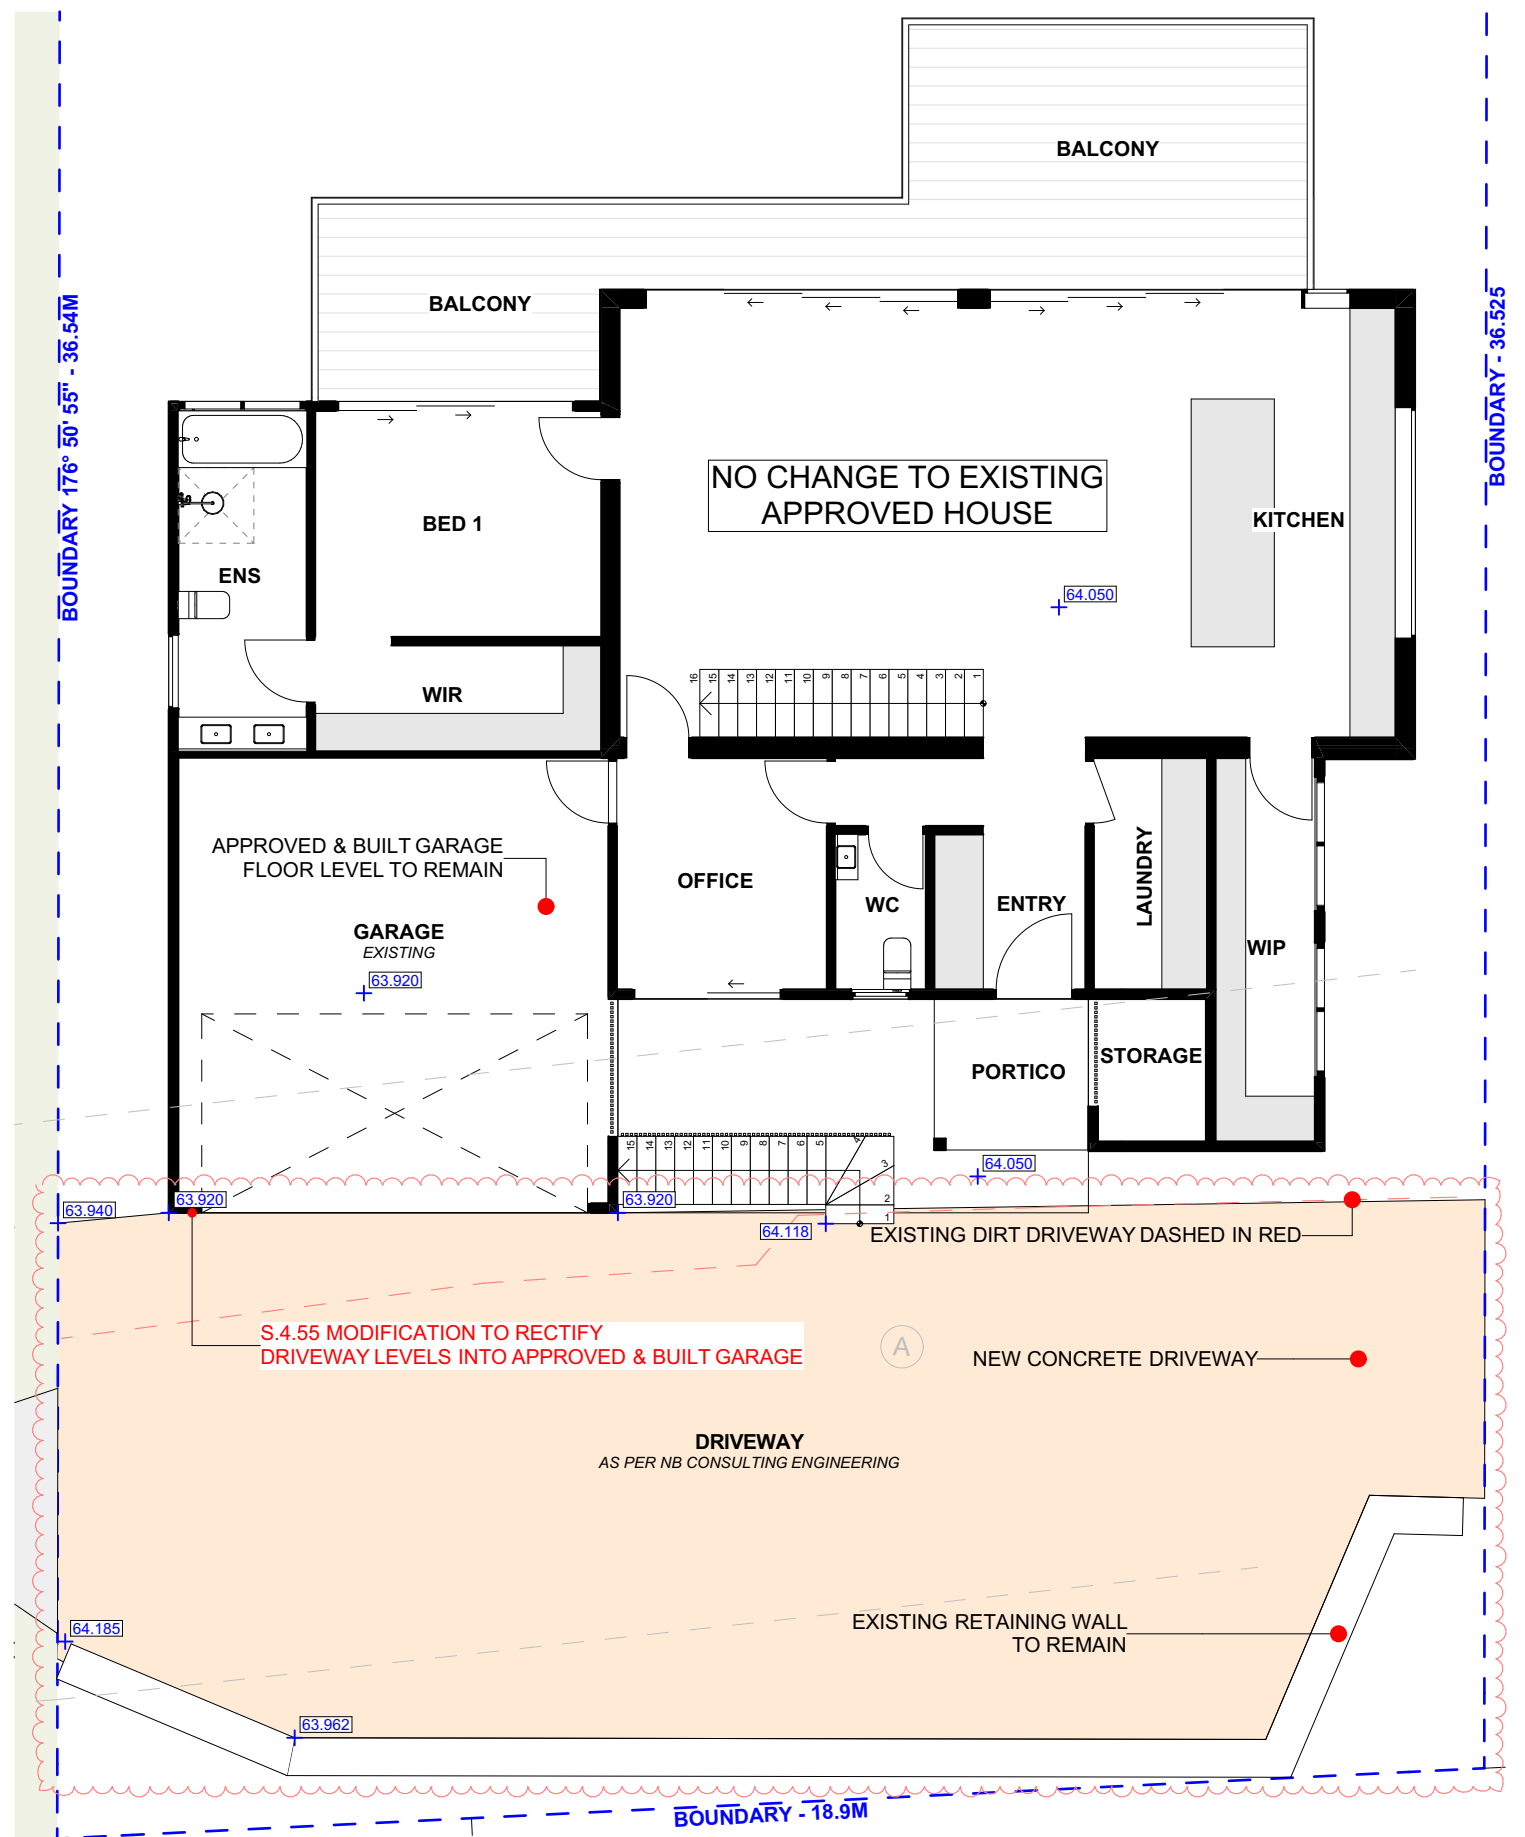 BALCONY
BALCONY
BOUNDARY 176° 50' 55" - 36.54M
BOUNDARY - 36.525
NO CHANGE TO EXISTING
APPROVED HOUSE
BED 1
KITCHEN
ENS
64.050
WIR
16 15 14 13 12 11 10 9 8 7 6 5 4 3 2 1
APPROVED & BUILT GARAGE
FLOOR LEVEL TO REMAIN
OFFICE
WC
ENTRY
LAUNDRY
WIP
GARAGE
EXISTING
63.920
PORTICO
STORAGE
15 14 13 12 11 10 9 8 7 6 5 4 3 2 1
64.050
63.940
63.920
63.920
64.118
EXISTING DIRT DRIVEWAY DASHED IN RED
S.4.55 MODIFICATION TO RECTIFY
DRIVEWAY LEVELS INTO APPROVED & BUILT GARAGE
A
NEW CONCRETE DRIVEWAY
DRIVEWAY
AS PER NB CONSULTING ENGINEERING
EXISTING RETAINING WALL
TO REMAIN
64.185
63.962
BOUNDARY - 18.9M